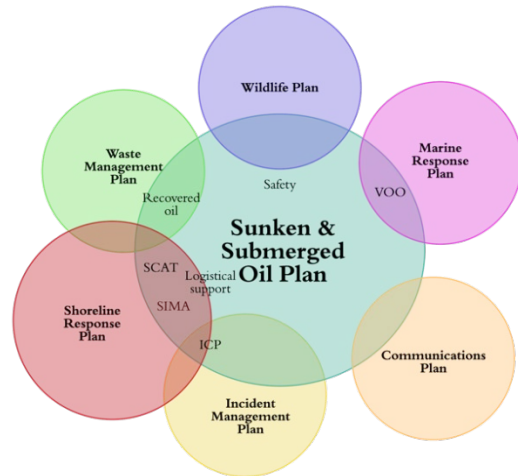 Wildlife Plan
Waste
Management
Plan
Marine
Response
Plan
Safety
VOO
Recovered
oil
Sunken &
Submerged
Oil Plan
SCAT
Logistical
support
SIMA
Shoreline
Response
Plan
ICP
Communications
Plan
Incident
Management
Plan